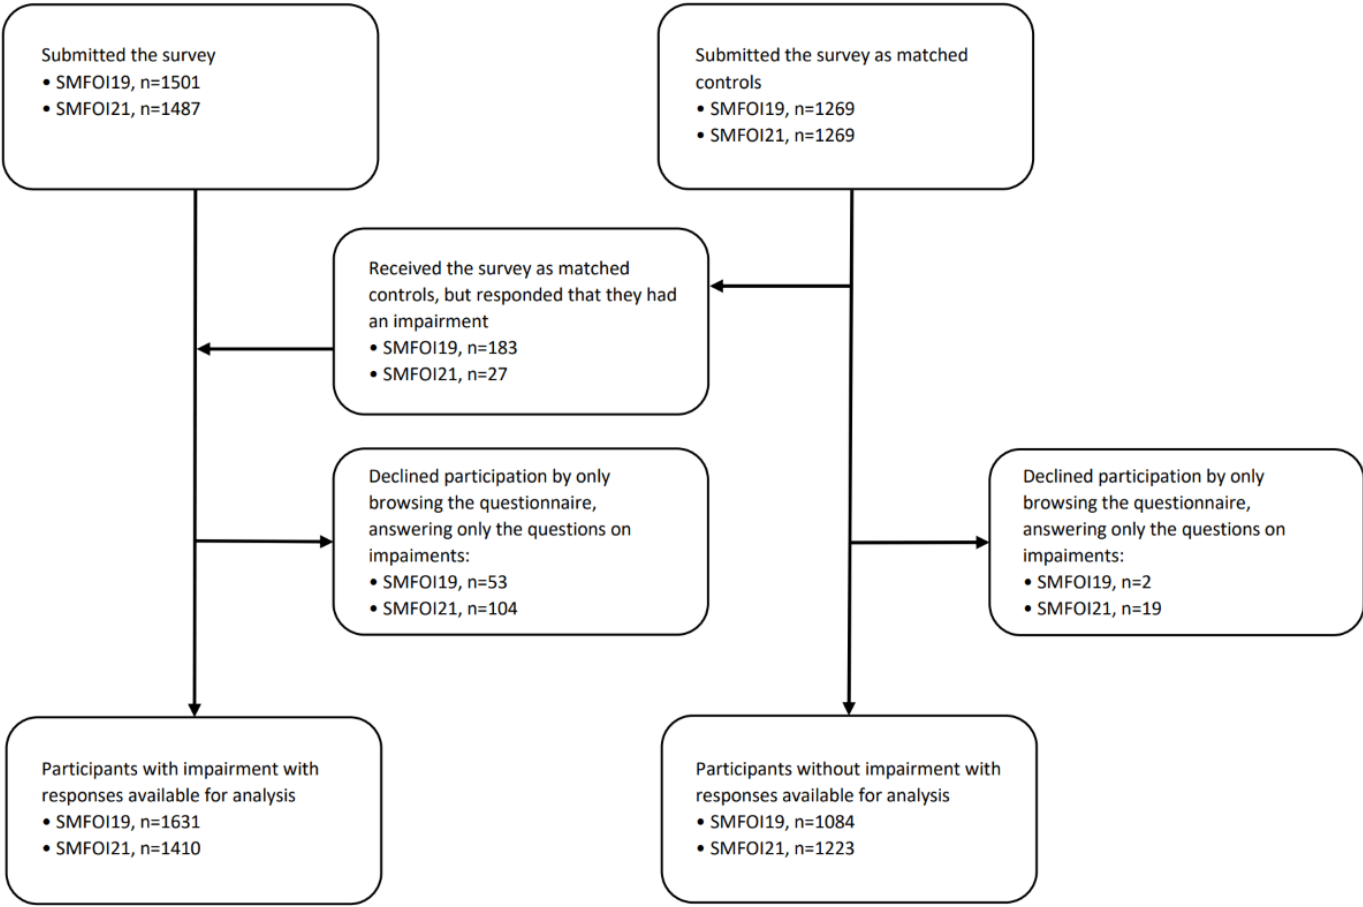 Submitted the survey
• SMFOI19, n=1501
• SMFOI21, n=1487
Submitted the survey as matched
controls
• SMFOI19, n=1269
• SMFOI21, n=1269
Received the survey as matched
controls, but responded that they had
an impairment
• SMFOI19, n=183
• SMFOI21, n=27
Declined participation by only
browsing the questionnaire,
answering only the questions on
impaiments:
• SMFOI19, n=53
• SMFOI21, n=104
Declined participation by only
browsing the questionnaire,
answering only the questions on
impaiments:
• SMFOI19, n=2
• SMFOI21, n=19
Participants with impairment with
responses available for analysis
• SMFOI19, n=1631
• SMFOI21, n=1410
Participants without impairment with
responses available for analysis
• SMFOI19, n=1084
• SMFOI21, n=1223